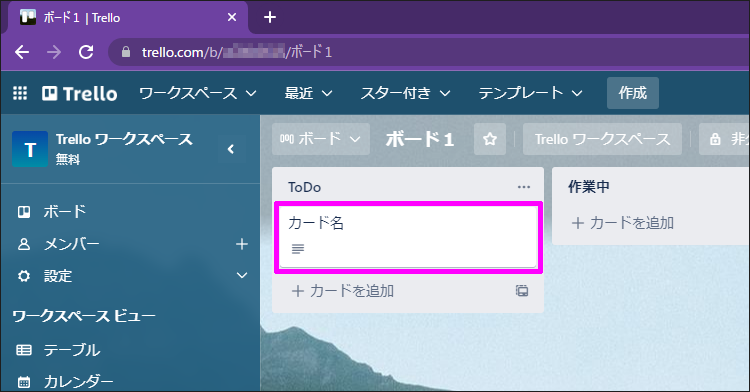 ボード１ | Trello
trello.com/b/ /ボード１
Trello ワークスペース 最近 スター付き テンプレート 作成
T Trello ワークスペース
無料
ボード ボード１ Trello ワークスペース
ToDo 作業中
カード名 カードを追加
カードを追加
ボード
メンバー
設定
ワークスペース ビュー
テーブル
カレンダー